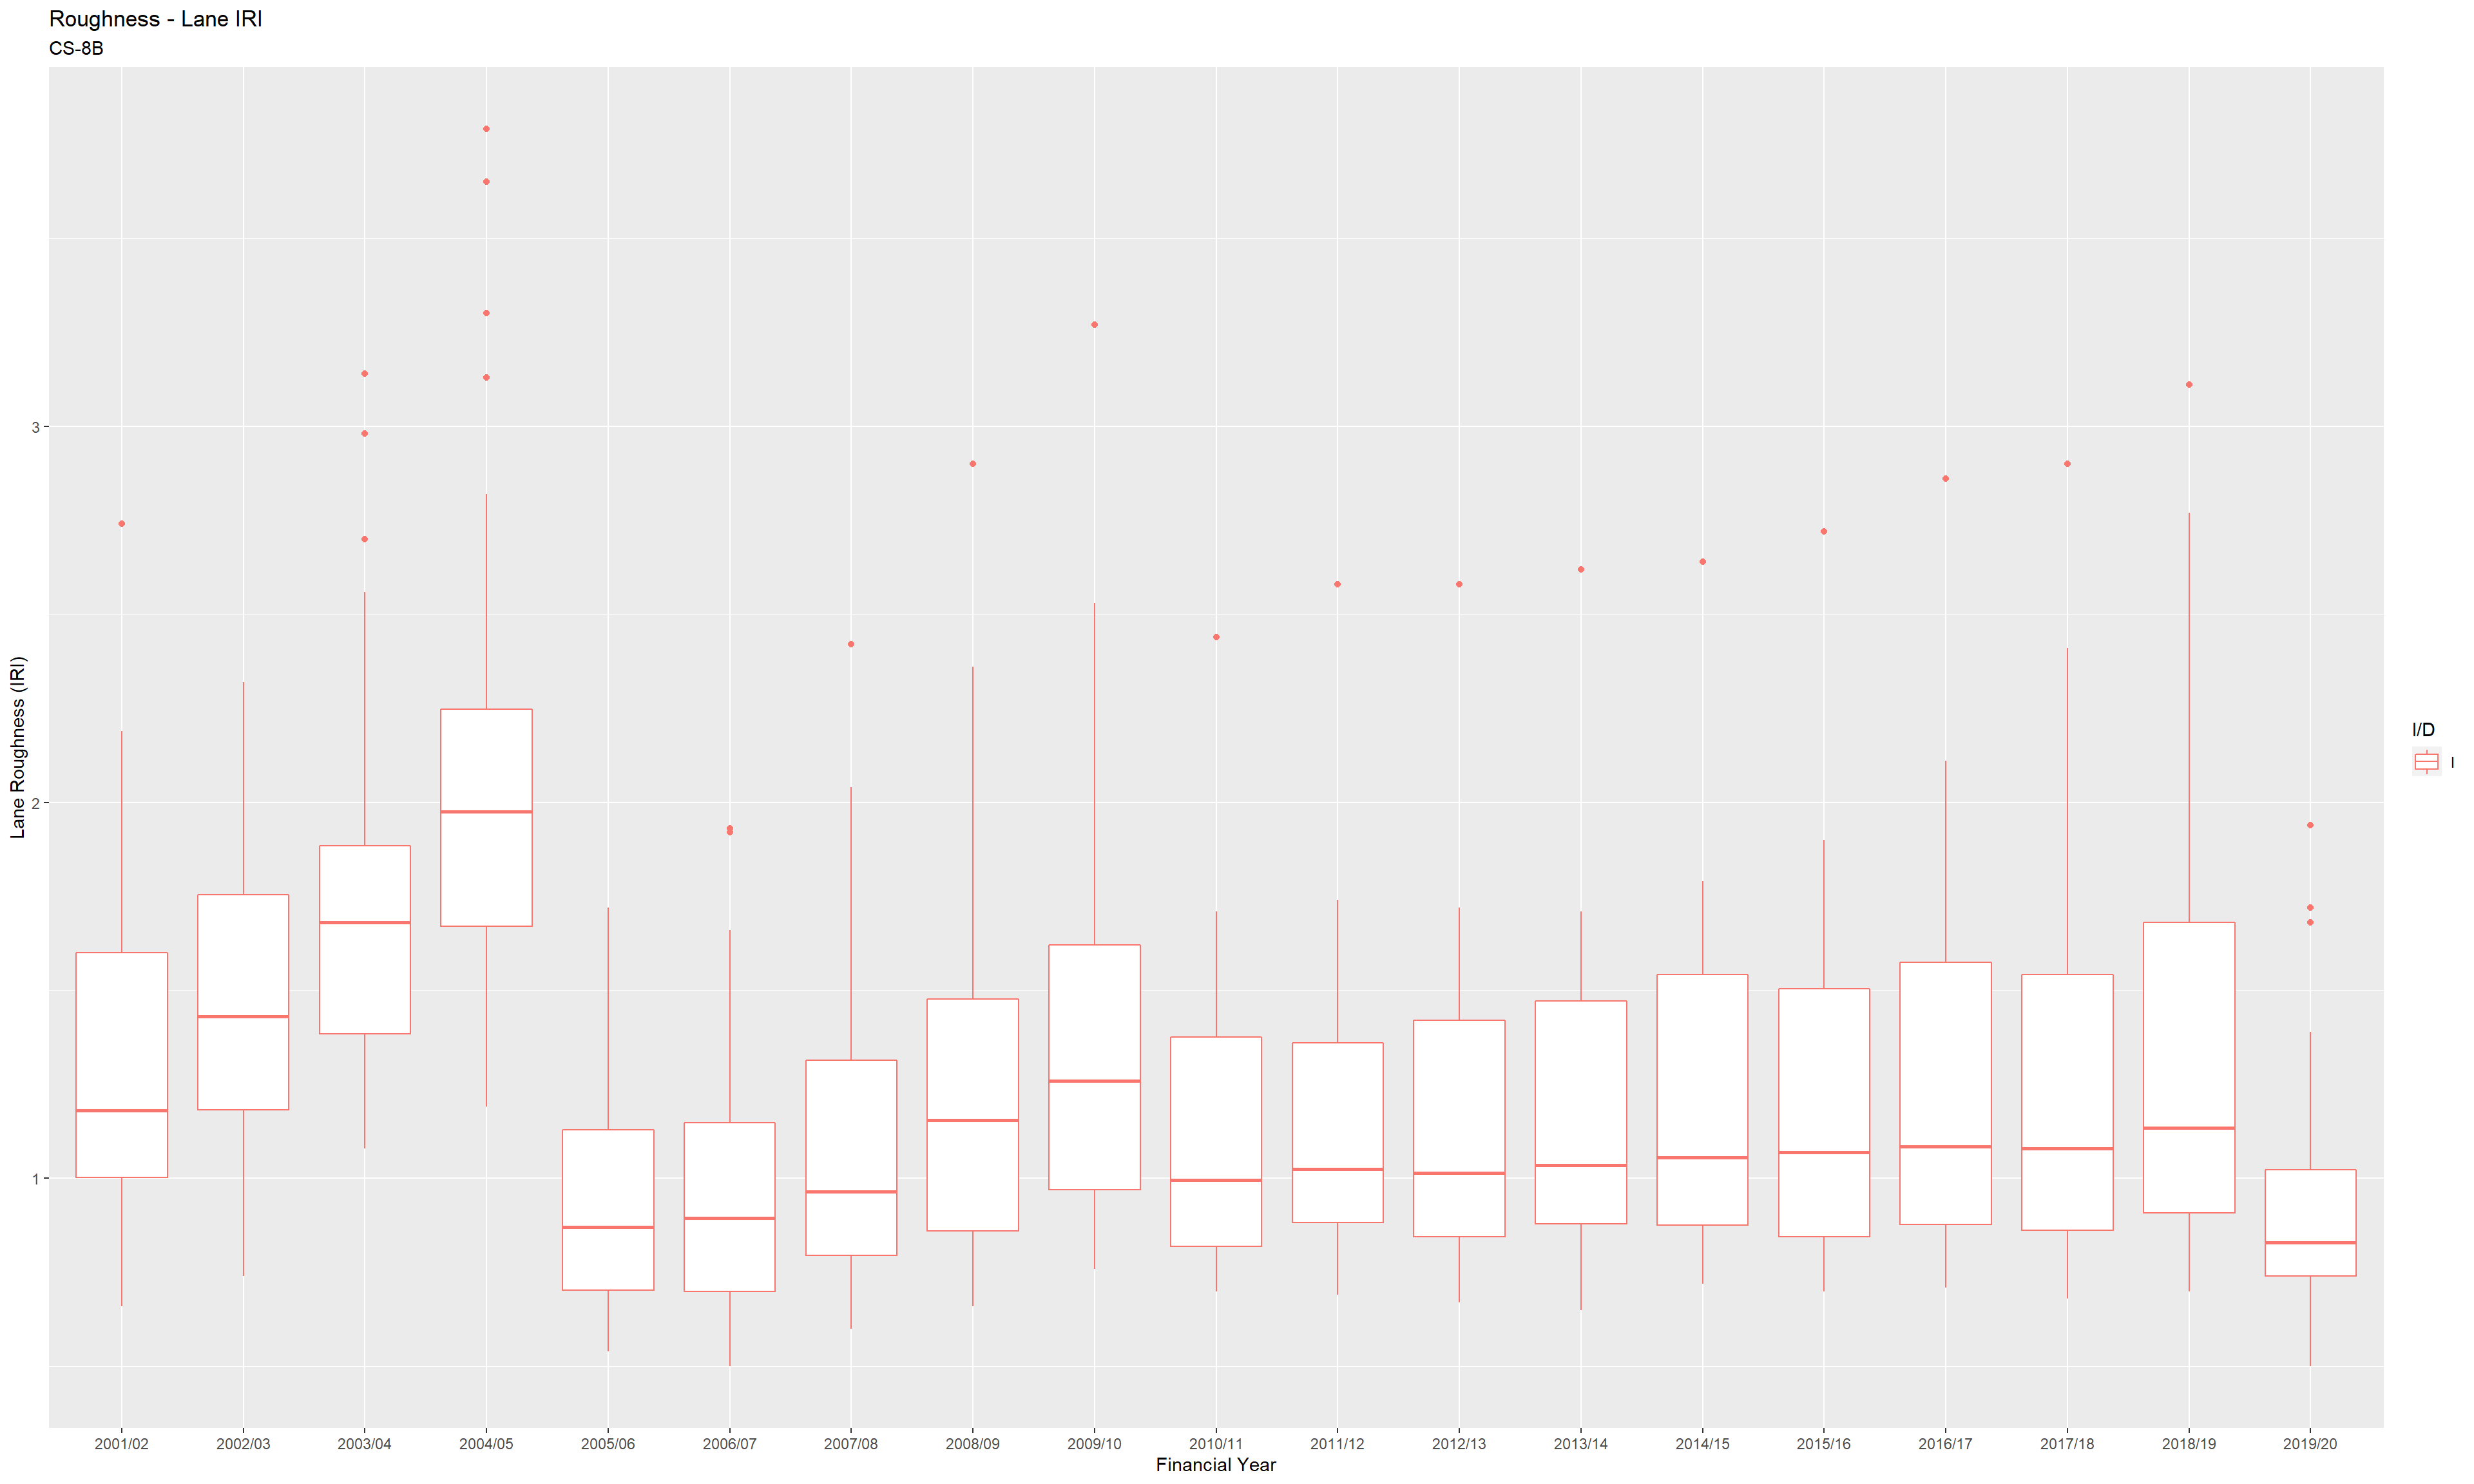 Roughness - Lane IRI
CS-8B
Lane Roughness (IRI)
3
2
1
2001/02 2002/03 2003/04 2004/05 2005/06 2006/07 2007/08 2008/09 2009/10 2010/11 2011/12 2012/13 2013/14 2014/15 2015/16 2016/17 2017/18 2018/19 2019/20
Financial Year
I/D
I